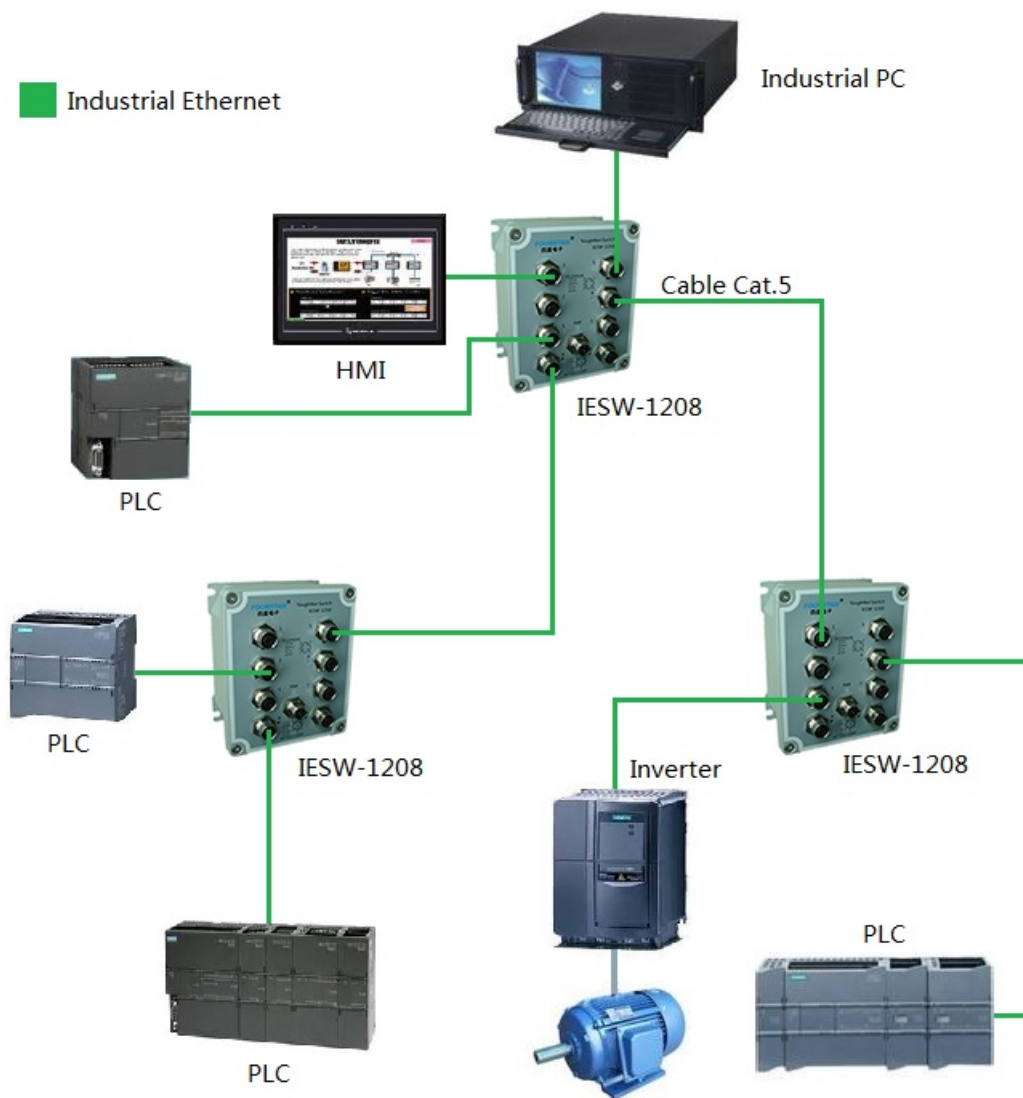 Industrial PC
Industrial Ethernet
Cable Cat.5
HMI
IESW-1208
PLC
PLC
IESW-1208
Inverter
IESW-1208
PLC
PLC